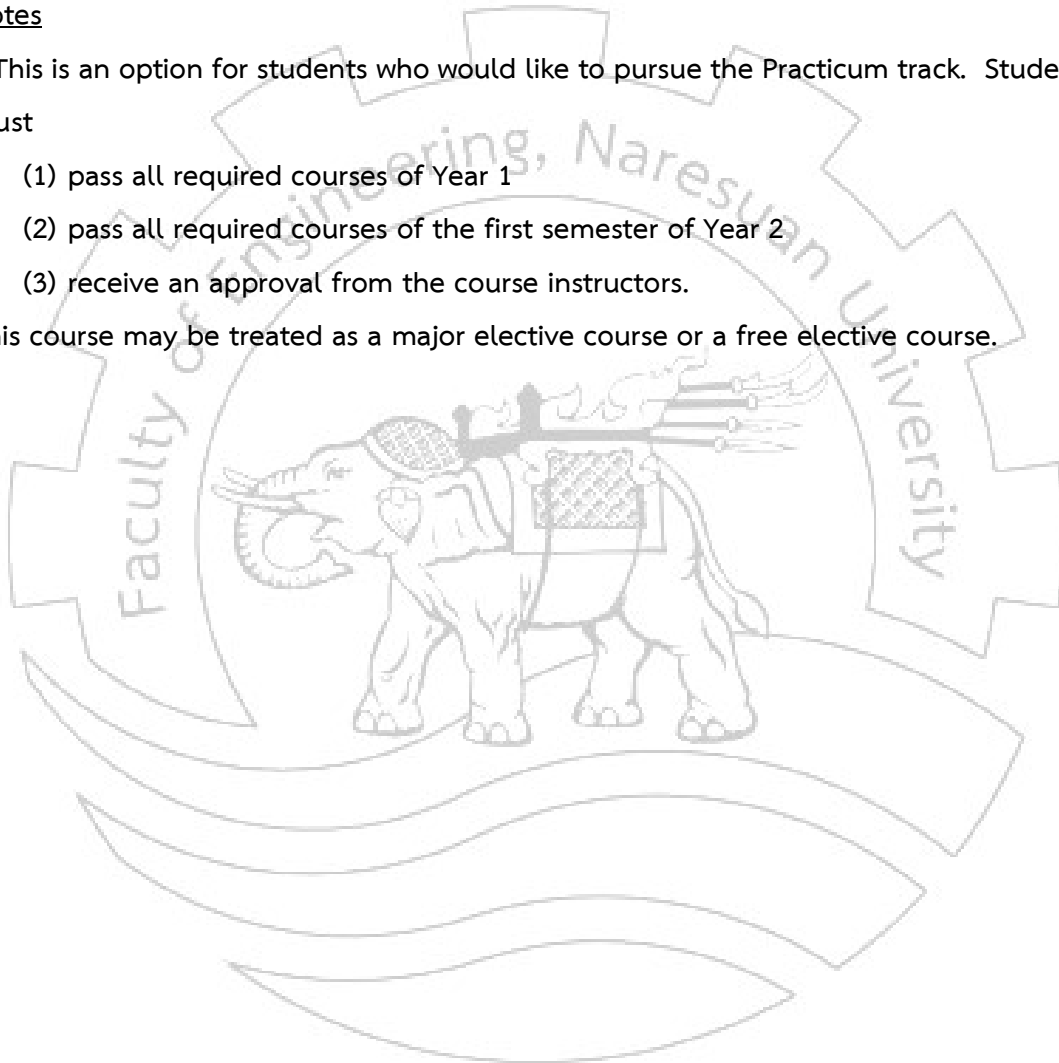 otes
This is an option for students who would like to pursue the Practicum track. Stude
ust
(1) pass all required courses of Year 1
(2) pass all required courses of the first semester of Year 2
(3) receive an approval from the course instructors.
is course may be treated as a major elective course or a free elective course.
Faculty of Engineering, Naresuan University